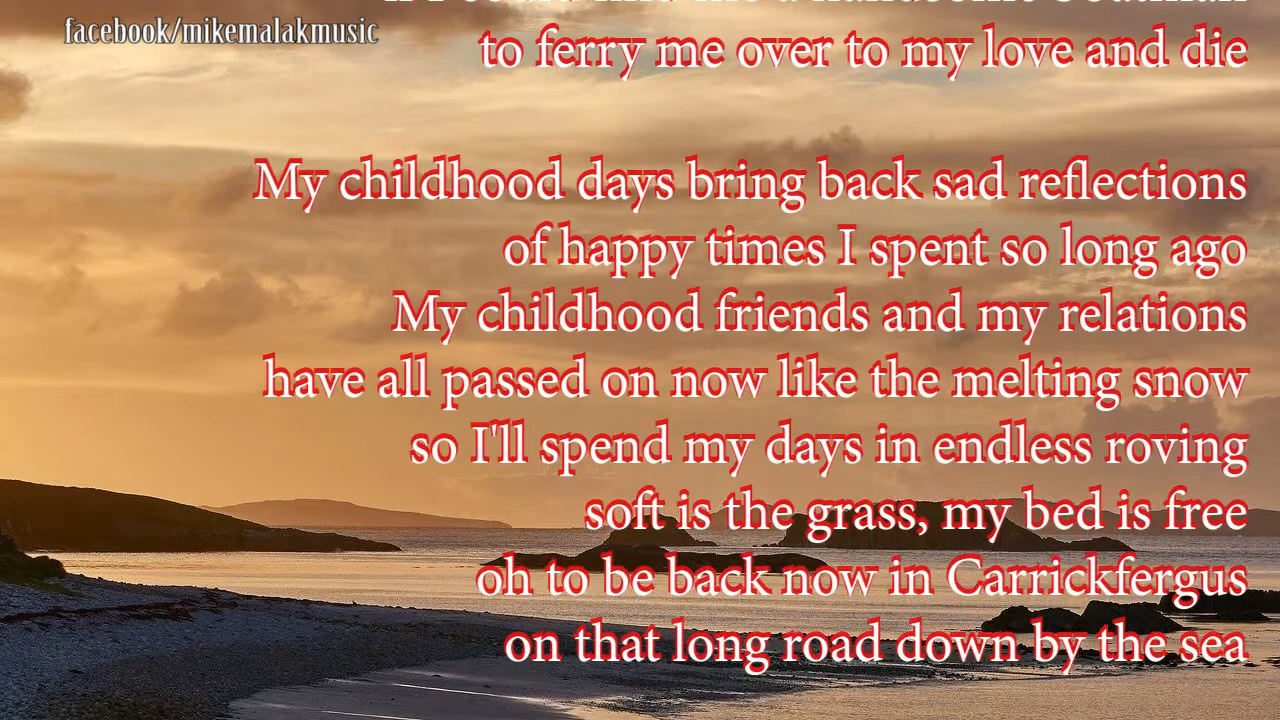 facebook/mikemalakmusic
to ferry me over to my love and die
My childhood days bring back sad reflections
of happy times I spent so long ago
My childhood friends and my relations
have all passed on now like the melting snow
so I'll spend my days in endless roving
soft is the grass, my bed is free
oh to be back now in Carrickfergus
on that long road down by the sea